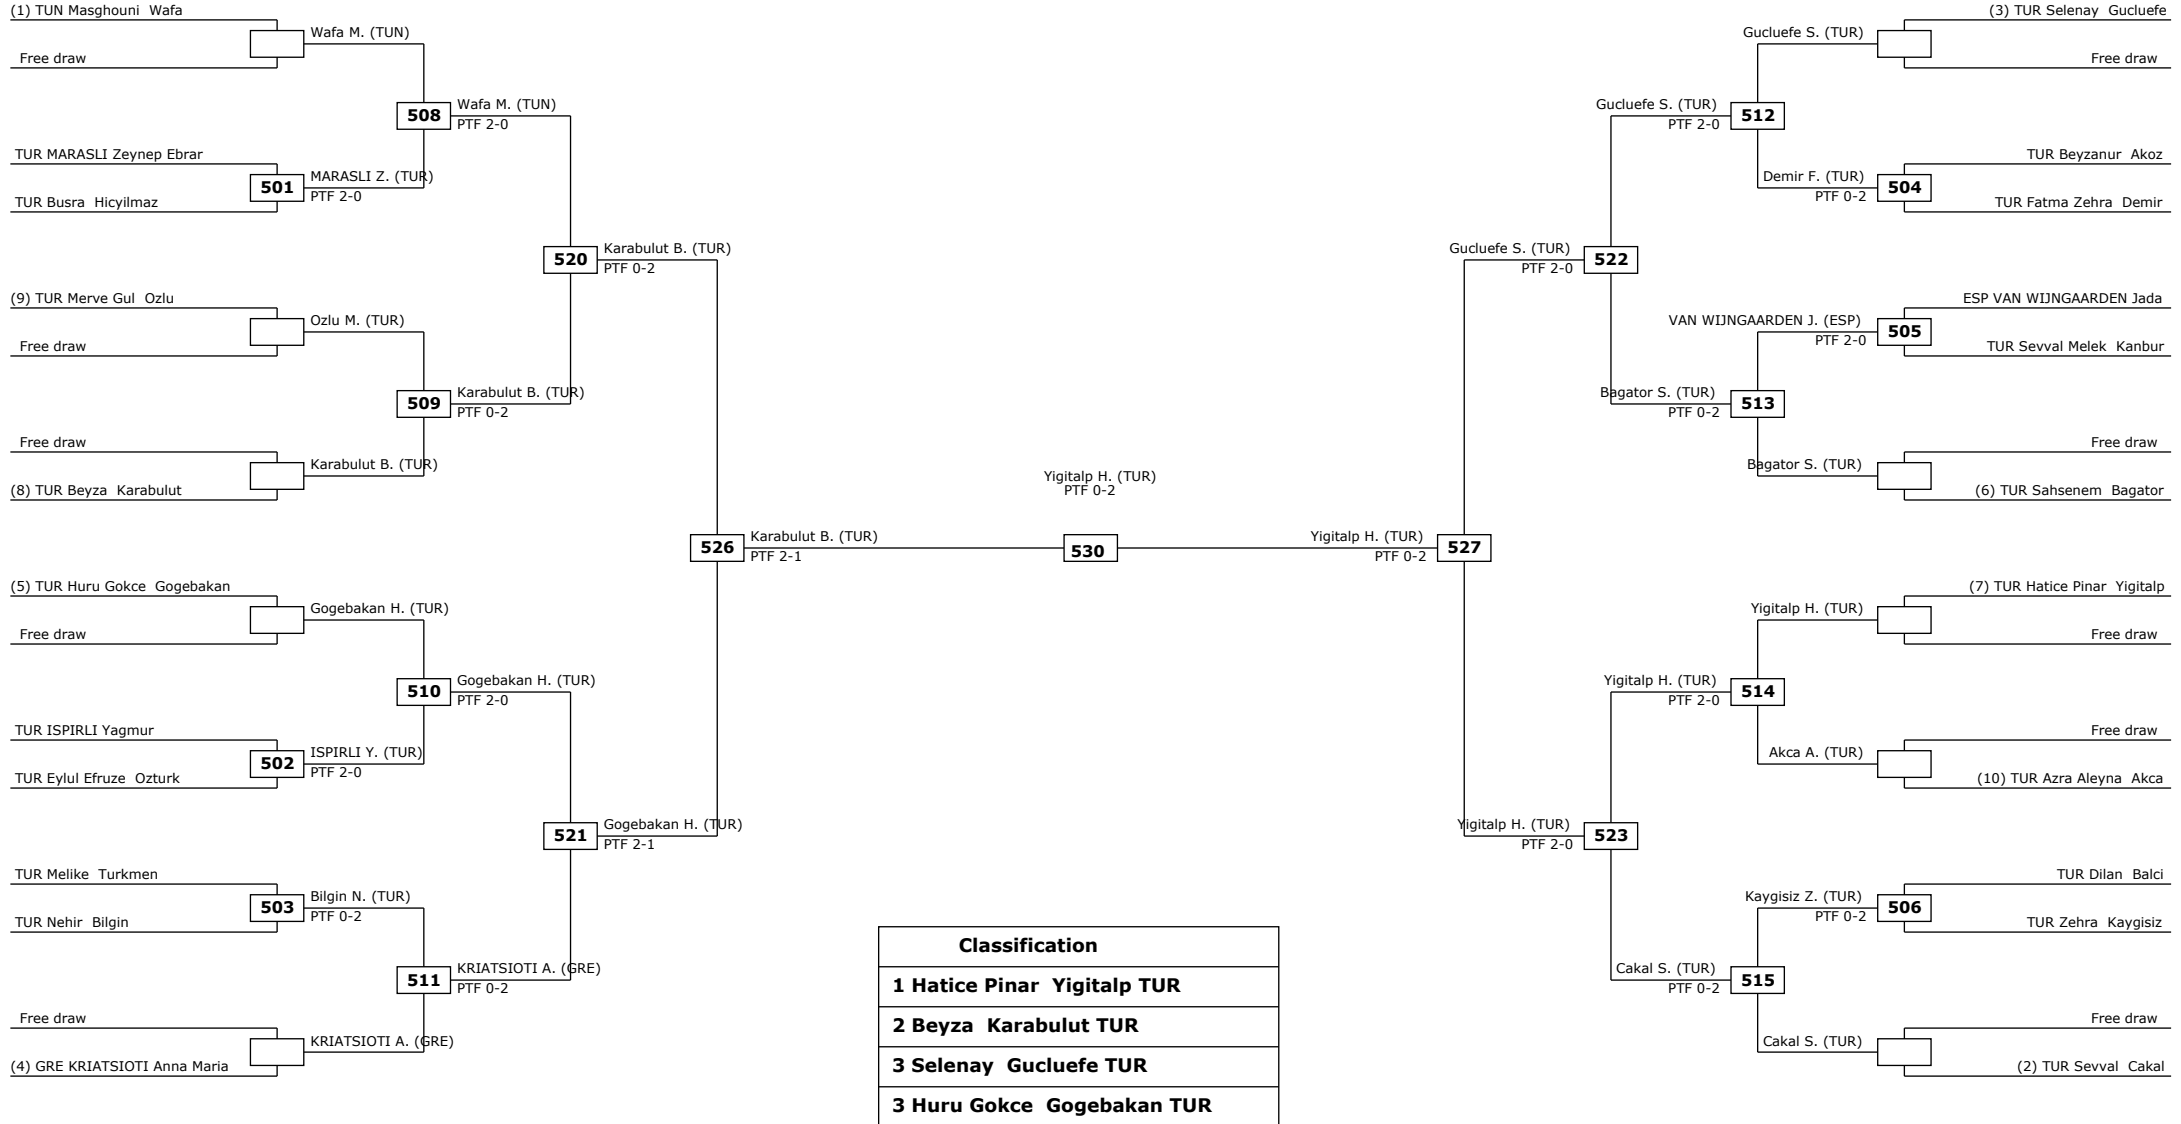 (1) TUN Masghouni  Wafa
Wafa M. (TUN)
Free draw
508
Wafa M. (TUN)
PTF 2-0
TUR MARASLI Zeynep Ebrar
501
MARASLI Z. (TUR)
PTF 2-0
TUR Busra  Hicyilmaz
520
Karabulut B. (TUR)
PTF 0-2
(9) TUR Merve Gul  Ozlu
Ozlu M. (TUR)
Free draw
509
Karabulut B. (TUR)
PTF 0-2
Free draw
Karabulut B. (TUR)
(8) TUR Beyza  Karabulut
526
Karabulut B. (TUR)
PTF 2-1
(5) TUR Huru Gokce  Gogebakan
Gogebakan H. (TUR)
Free draw
510
Gogebakan H. (TUR)
PTF 2-0
TUR ISPIRLI Yagmur
502
ISPIRLI Y. (TUR)
PTF 2-0
TUR Eylul Efruze  Ozturk
521
Gogebakan H. (TUR)
PTF 2-1
TUR Melike  Turkmen
503
Bilgin N. (TUR)
PTF 0-2
TUR Nehir  Bilgin
511
KRIATSIOTI A. (GRE)
PTF 0-2
Free draw
KRIATSIOTI A. (GRE)
(4) GRE KRIATSIOTI Anna Maria
Yigitalp H. (TUR)
PTF 0-2
530
(3) TUR Selenay  Gucluefe
Gucluefe S. (TUR)
Free draw
Gucluefe S. (TUR)
PTF 2-0
512
TUR Beyzanur  Akoz
Demir F. (TUR)
PTF 0-2
504
TUR Fatma Zehra  Demir
Gucluefe S. (TUR)
PTF 2-0
522
ESP VAN WIJNGAARDEN Jada
VAN WIJNGAARDEN J. (ESP)
PTF 2-0
505
TUR Sevval Melek  Kanbur
Bagator S. (TUR)
PTF 0-2
513
Free draw
Bagator S. (TUR)
(6) TUR Sahsenem  Bagator
Yigitalp H. (TUR)
PTF 0-2
527
(7) TUR Hatice Pinar  Yigitalp
Yigitalp H. (TUR)
Free draw
Yigitalp H. (TUR)
PTF 2-0
514
Free draw
Akca A. (TUR)
(10) TUR Azra Aleyna  Akca
Yigitalp H. (TUR)
PTF 2-0
523
TUR Dilan  Balci
Kaygisiz Z. (TUR)
PTF 0-2
506
TUR Zehra  Kaygisiz
Cakal S. (TUR)
PTF 0-2
515
Free draw
Cakal S. (TUR)
(2) TUR Sevval  Cakal
Classification
1 Hatice Pinar  Yigitalp TUR
2 Beyza  Karabulut TUR
3 Selenay  Gucluefe TUR
3 Huru Gokce  Gogebakan TUR